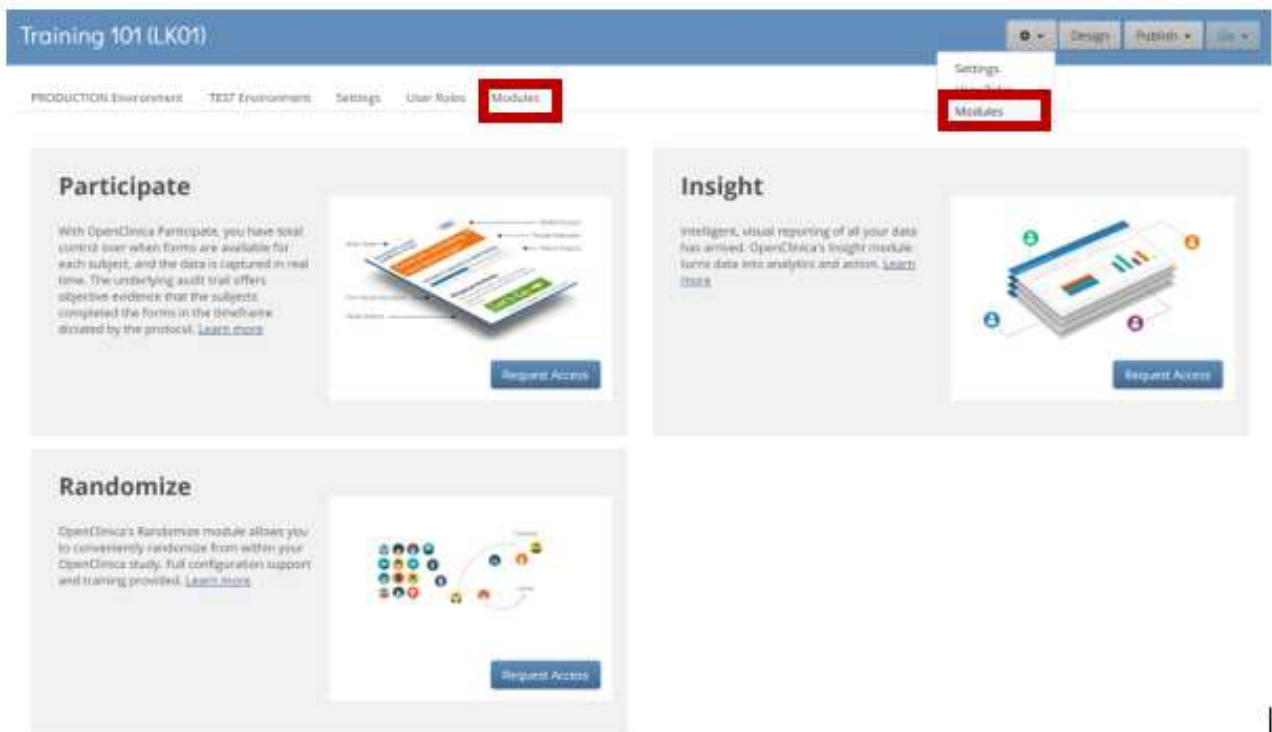 Training 101 (LK01)
Design Publish
Settings
User Roles
Modules
PRODUCTION Environment TEST Environment Settings User Roles Modules
Participate
With OpenClinica Participate, you have total
control over when forms are available for
each subject, and the data is captured in real
time. The underlying audit trail offers
objective evidence that the subjects
completed the forms in the timeframe
dictated by the protocol. Learn more
Request Access
Insight
Intelligent, visual reporting of all your data
has arrived. OpenClinica's Insight module
turns data into analytics and action. Learn
more
Request Access
Randomize
OpenClinica's Randomize module allows you
to conveniently randomize from within your
OpenClinica study. Full configuration support
and training provided. Learn more
Request Access